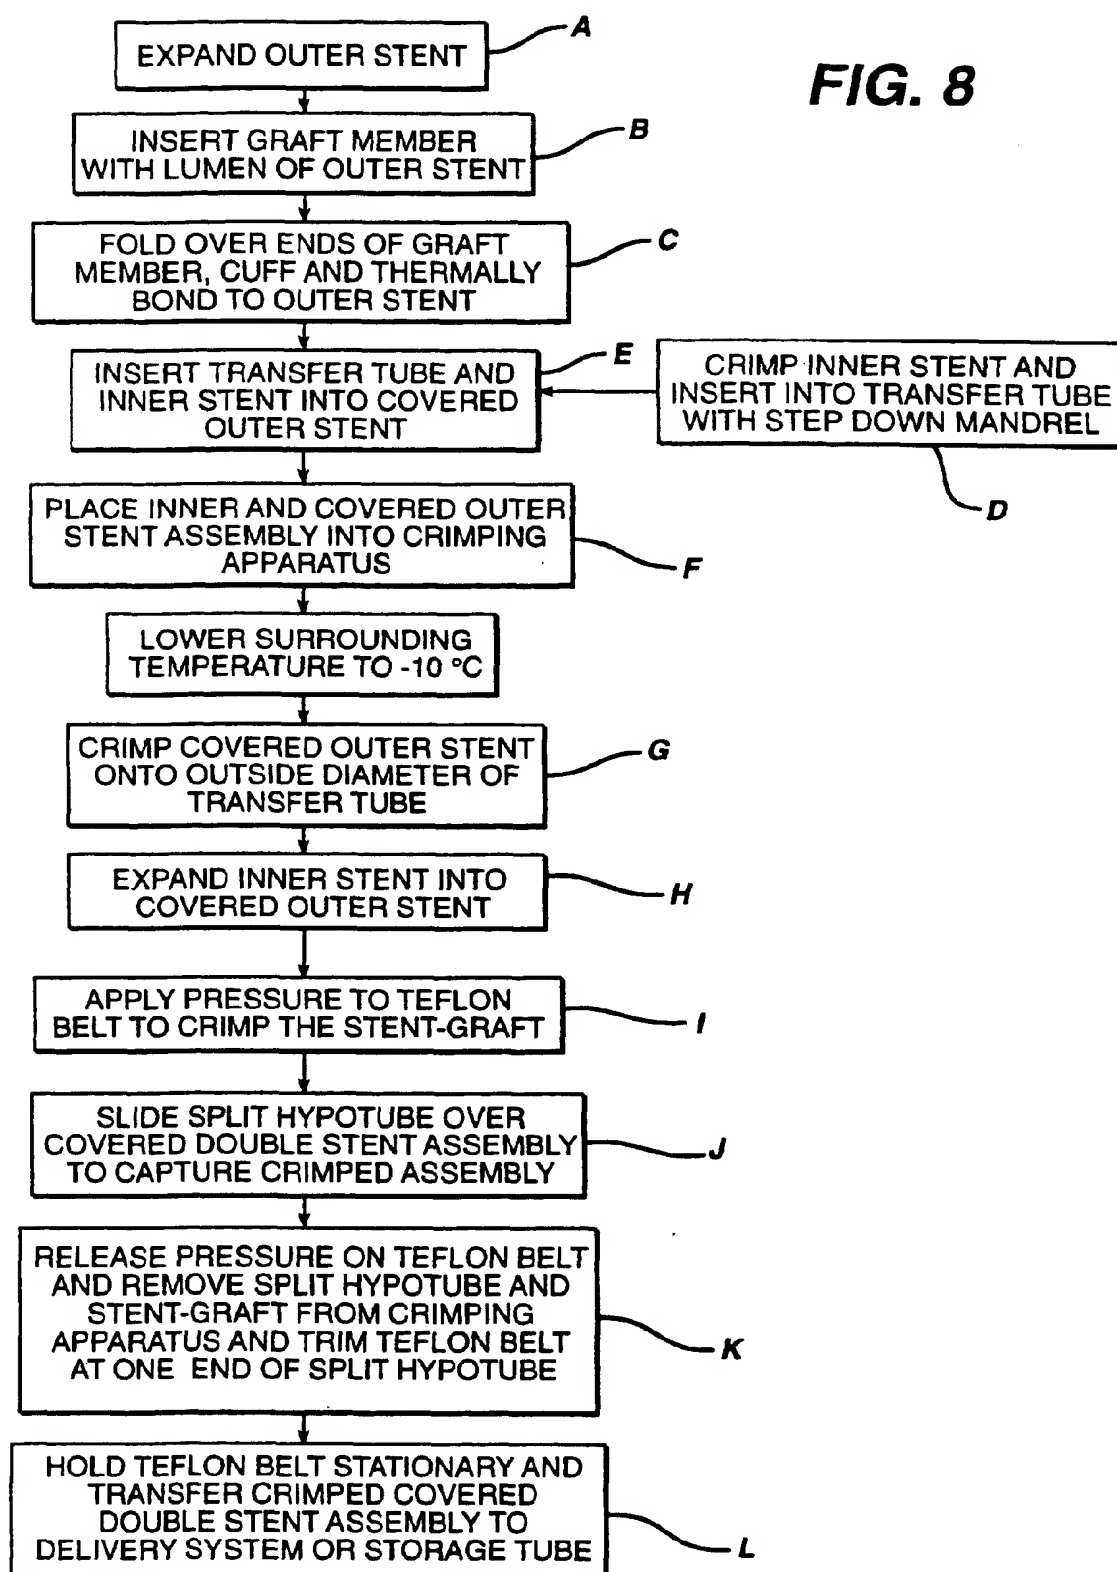 FIG. 8
EXPAND OUTER STENT
A
INSERT GRAFT MEMBER
WITH LUMEN OF OUTER STENT
B
FOLD OVER ENDS OF GRAFT
MEMBER, CUFF AND THERMALLY
BOND TO OUTER STENT
C
INSERT TRANSFER TUBE AND
INNER STENT INTO COVERED
OUTER STENT
E
CRIMP INNER STENT AND
INSERT INTO TRANSFER TUBE
WITH STEP DOWN MANDREL
D
PLACE INNER AND COVERED OUTER
STENT ASSEMBLY INTO CRIMPING
APPARATUS
F
LOWER SURROUNDING
TEMPERATURE TO -10 °C
CRIMP COVERED OUTER STENT
ONTO OUTSIDE DIAMETER OF
TRANSFER TUBE
G
EXPAND INNER STENT INTO
COVERED OUTER STENT
H
APPLY PRESSURE TO TEFLON
BELT TO CRIMP THE STENT-GRAFT
I
SLIDE SPLIT HYPOTUBE OVER
COVERED DOUBLE STENT ASSEMBLY
TO CAPTURE CRIMPED ASSEMBLY
J
RELEASE PRESSURE ON TEFLON BELT
AND REMOVE SPLIT HYPOTUBE AND
STENT-GRAFT FROM CRIMPING
APPARATUS AND TRIM TEFLON BELT
AT ONE END OF SPLIT HYPOTUBE
K
HOLD TEFLON BELT STATIONARY AND
TRANSFER CRIMPED COVERED
DOUBLE STENT ASSEMBLY TO
DELIVERY SYSTEM OR STORAGE TUBE
L